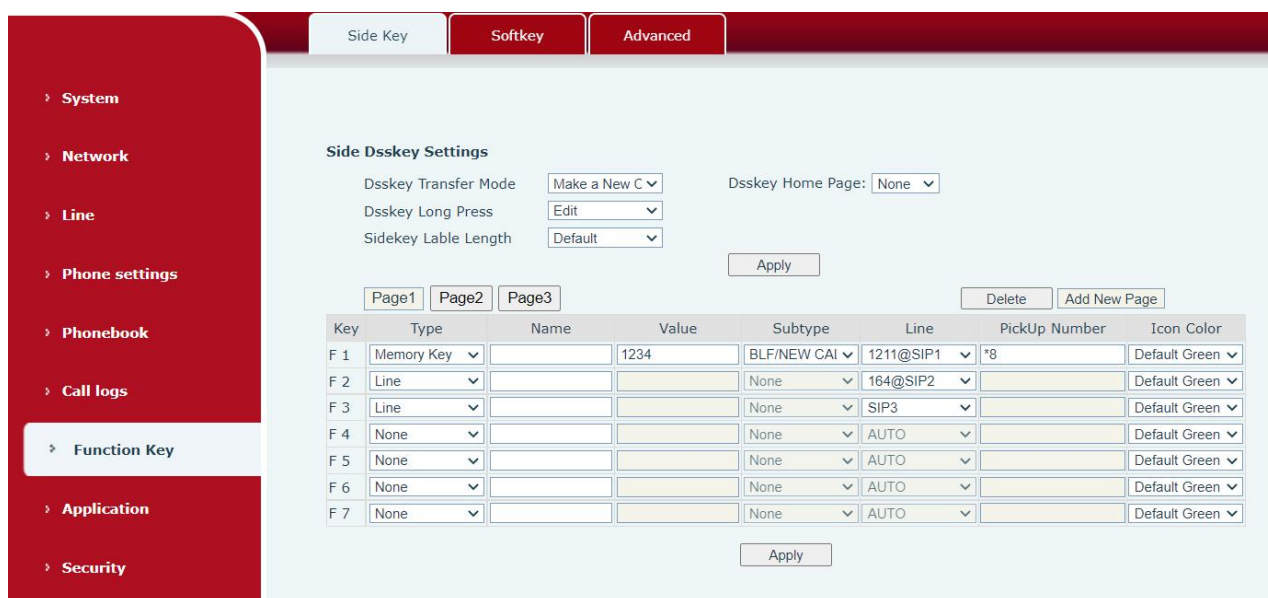 Side Key Softkey Advanced
System
Network
Line
Phone settings
Phonebook
Call logs
Function Key
Application
Security
Side Dsskey Settings
Dsskey Transfer Mode Make a New C Dsskey Home Page: None
Dsskey Long Press Edit
Sidekey Lable Length Default
Apply
Page1 Page2 Page3 Delete Add New Page
Key Type Name Value Subtype Line PickUp Number Icon Color
F 1 Memory Key 1234 BLF/NEW CAL 1211@SIP1 *8 Default Green
F 2 Line None 164@SIP2 Default Green
F 3 Line None SIP3 Default Green
F 4 None None AUTO Default Green
F 5 None None AUTO Default Green
F 6 None None AUTO Default Green
F 7 None None AUTO Default Green
Apply